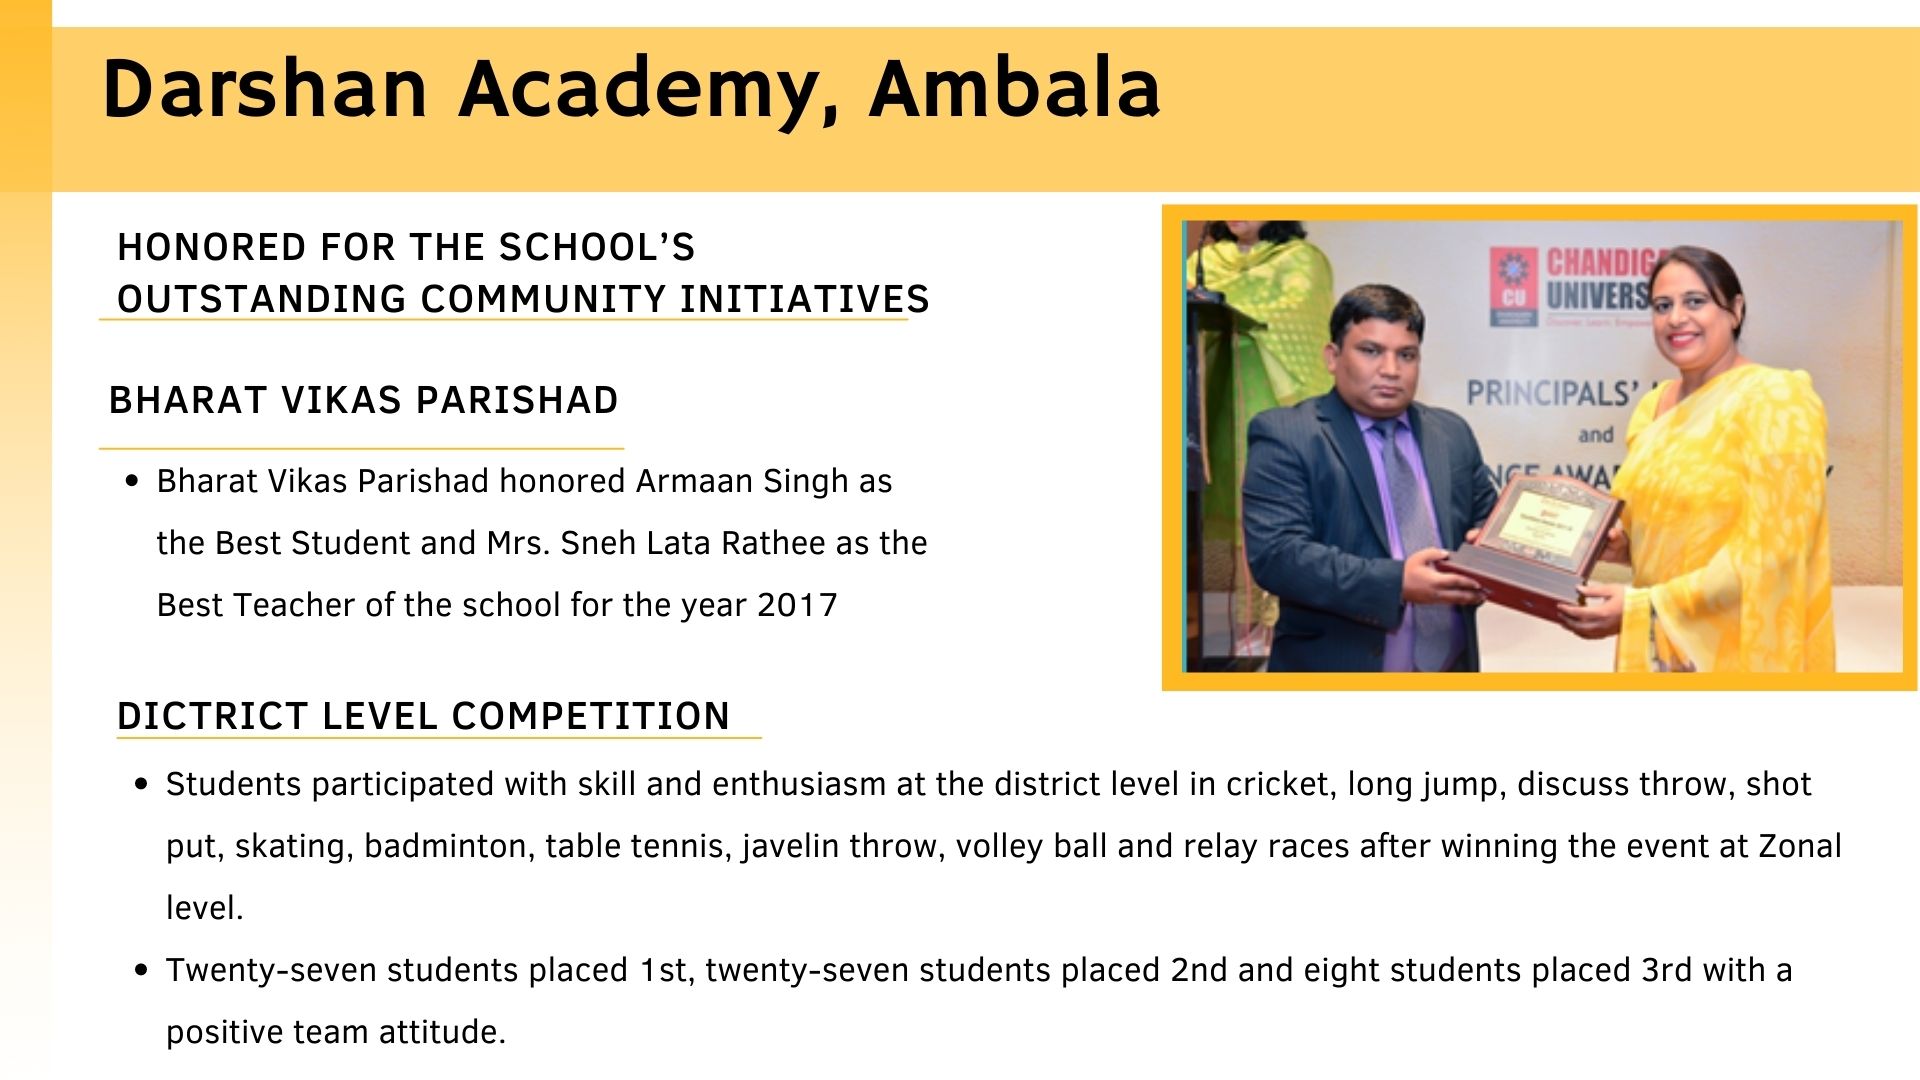 Darshan Academy, Ambala
HONORED FOR THE SCHOOL’S
OUTSTANDING COMMUNITY INITIATIVES
BHARAT VIKAS PARISHAD
• Bharat Vikas Parishad honored Armaan Singh as
the Best Student and Mrs. Sneh Lata Rathee as the
Best Teacher of the school for the year 2017
CHANDIG
UNIVERS
CU
PRINCIPALS’
and
NCE AWA
DICTRICT LEVEL COMPETITION
• Students participated with skill and enthusiasm at the district level in cricket, long jump, discuss throw, shot
put, skating, badminton, table tennis, javelin throw, volley ball and relay races after winning the event at Zonal
level.
• Twenty-seven students placed 1st, twenty-seven students placed 2nd and eight students placed 3rd with a
positive team attitude.